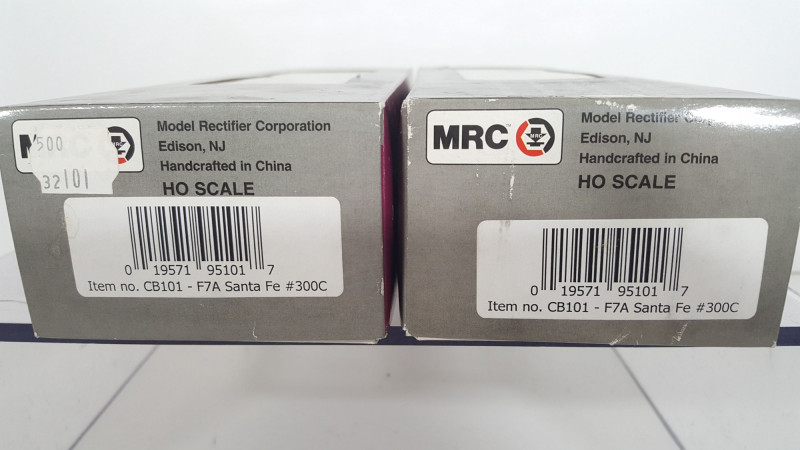 500
32101
Model Rectifier Corporation
Edison, NJ
Handcrafted in China
HO SCALE
0 19571 95101 7
Item no. CB101 - F7A Santa Fe #300C
MRC
Model Rectifier
Edison, NJ
Handcrafted in China
HO SCALE
0 19571 95101 7
Item no. CB101 - F7A Santa Fe #300C